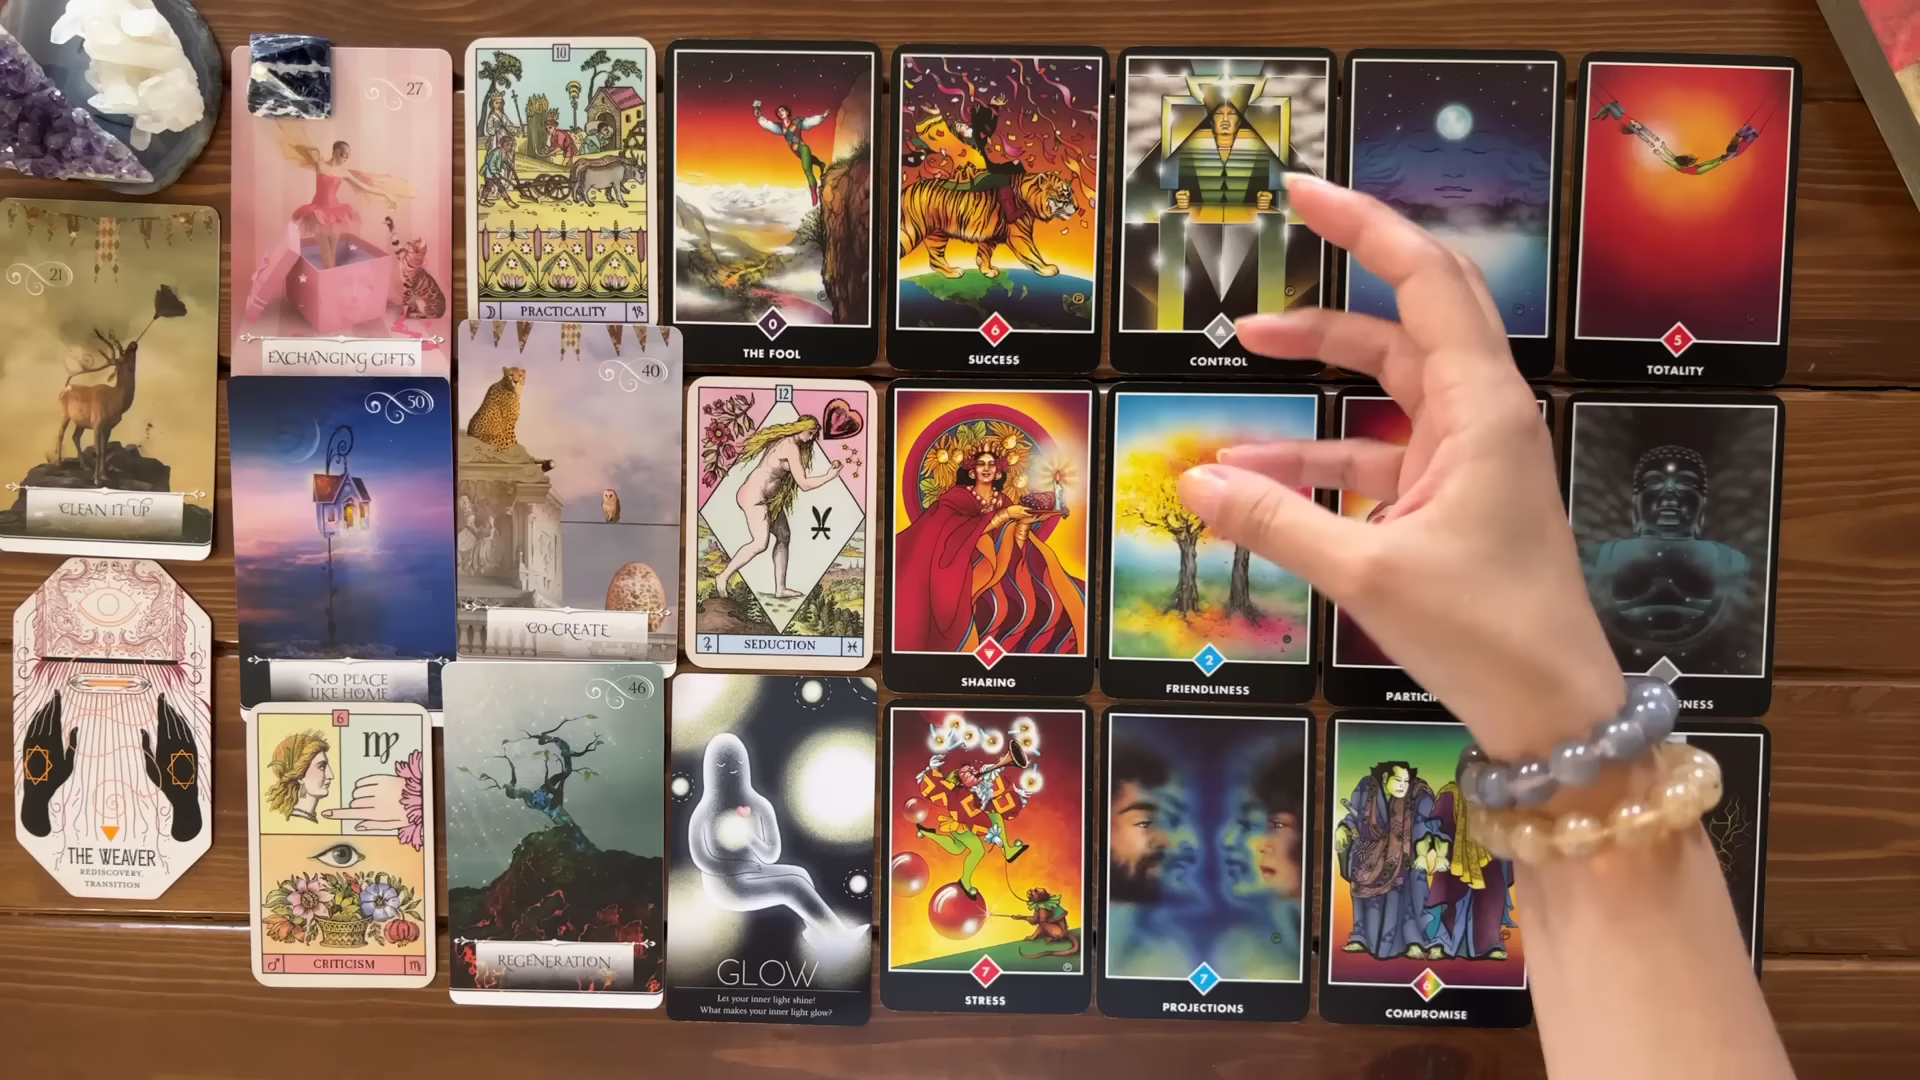 27
EXCHANGING GIFTS
10
PRACTICALITY
0
THE FOOL
6
SUCCESS
CONTROL
5
TOTALITY
21
CLEAN IT UP
50
NO PLACE
LIKE HOME
40
CO-CREATE
12
SEDUCTION
SHARING
2
FRIENDLINESS
THE WEAVER
REDISCOVERY,
TRANSITION
6
CRITICISM
46
REGENERATION
GLOW
Let your inner light shine!
What makes your inner light glow?
7
STRESS
7
PROJECTIONS
6
COMPROMISE